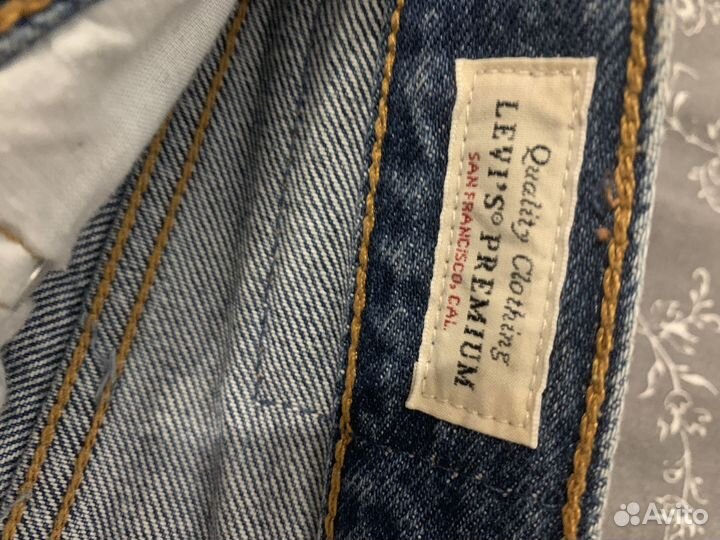 Quality Clothing
LEVI'S® PREMIUM
SAN FRANCISCO, CAL.
Avito